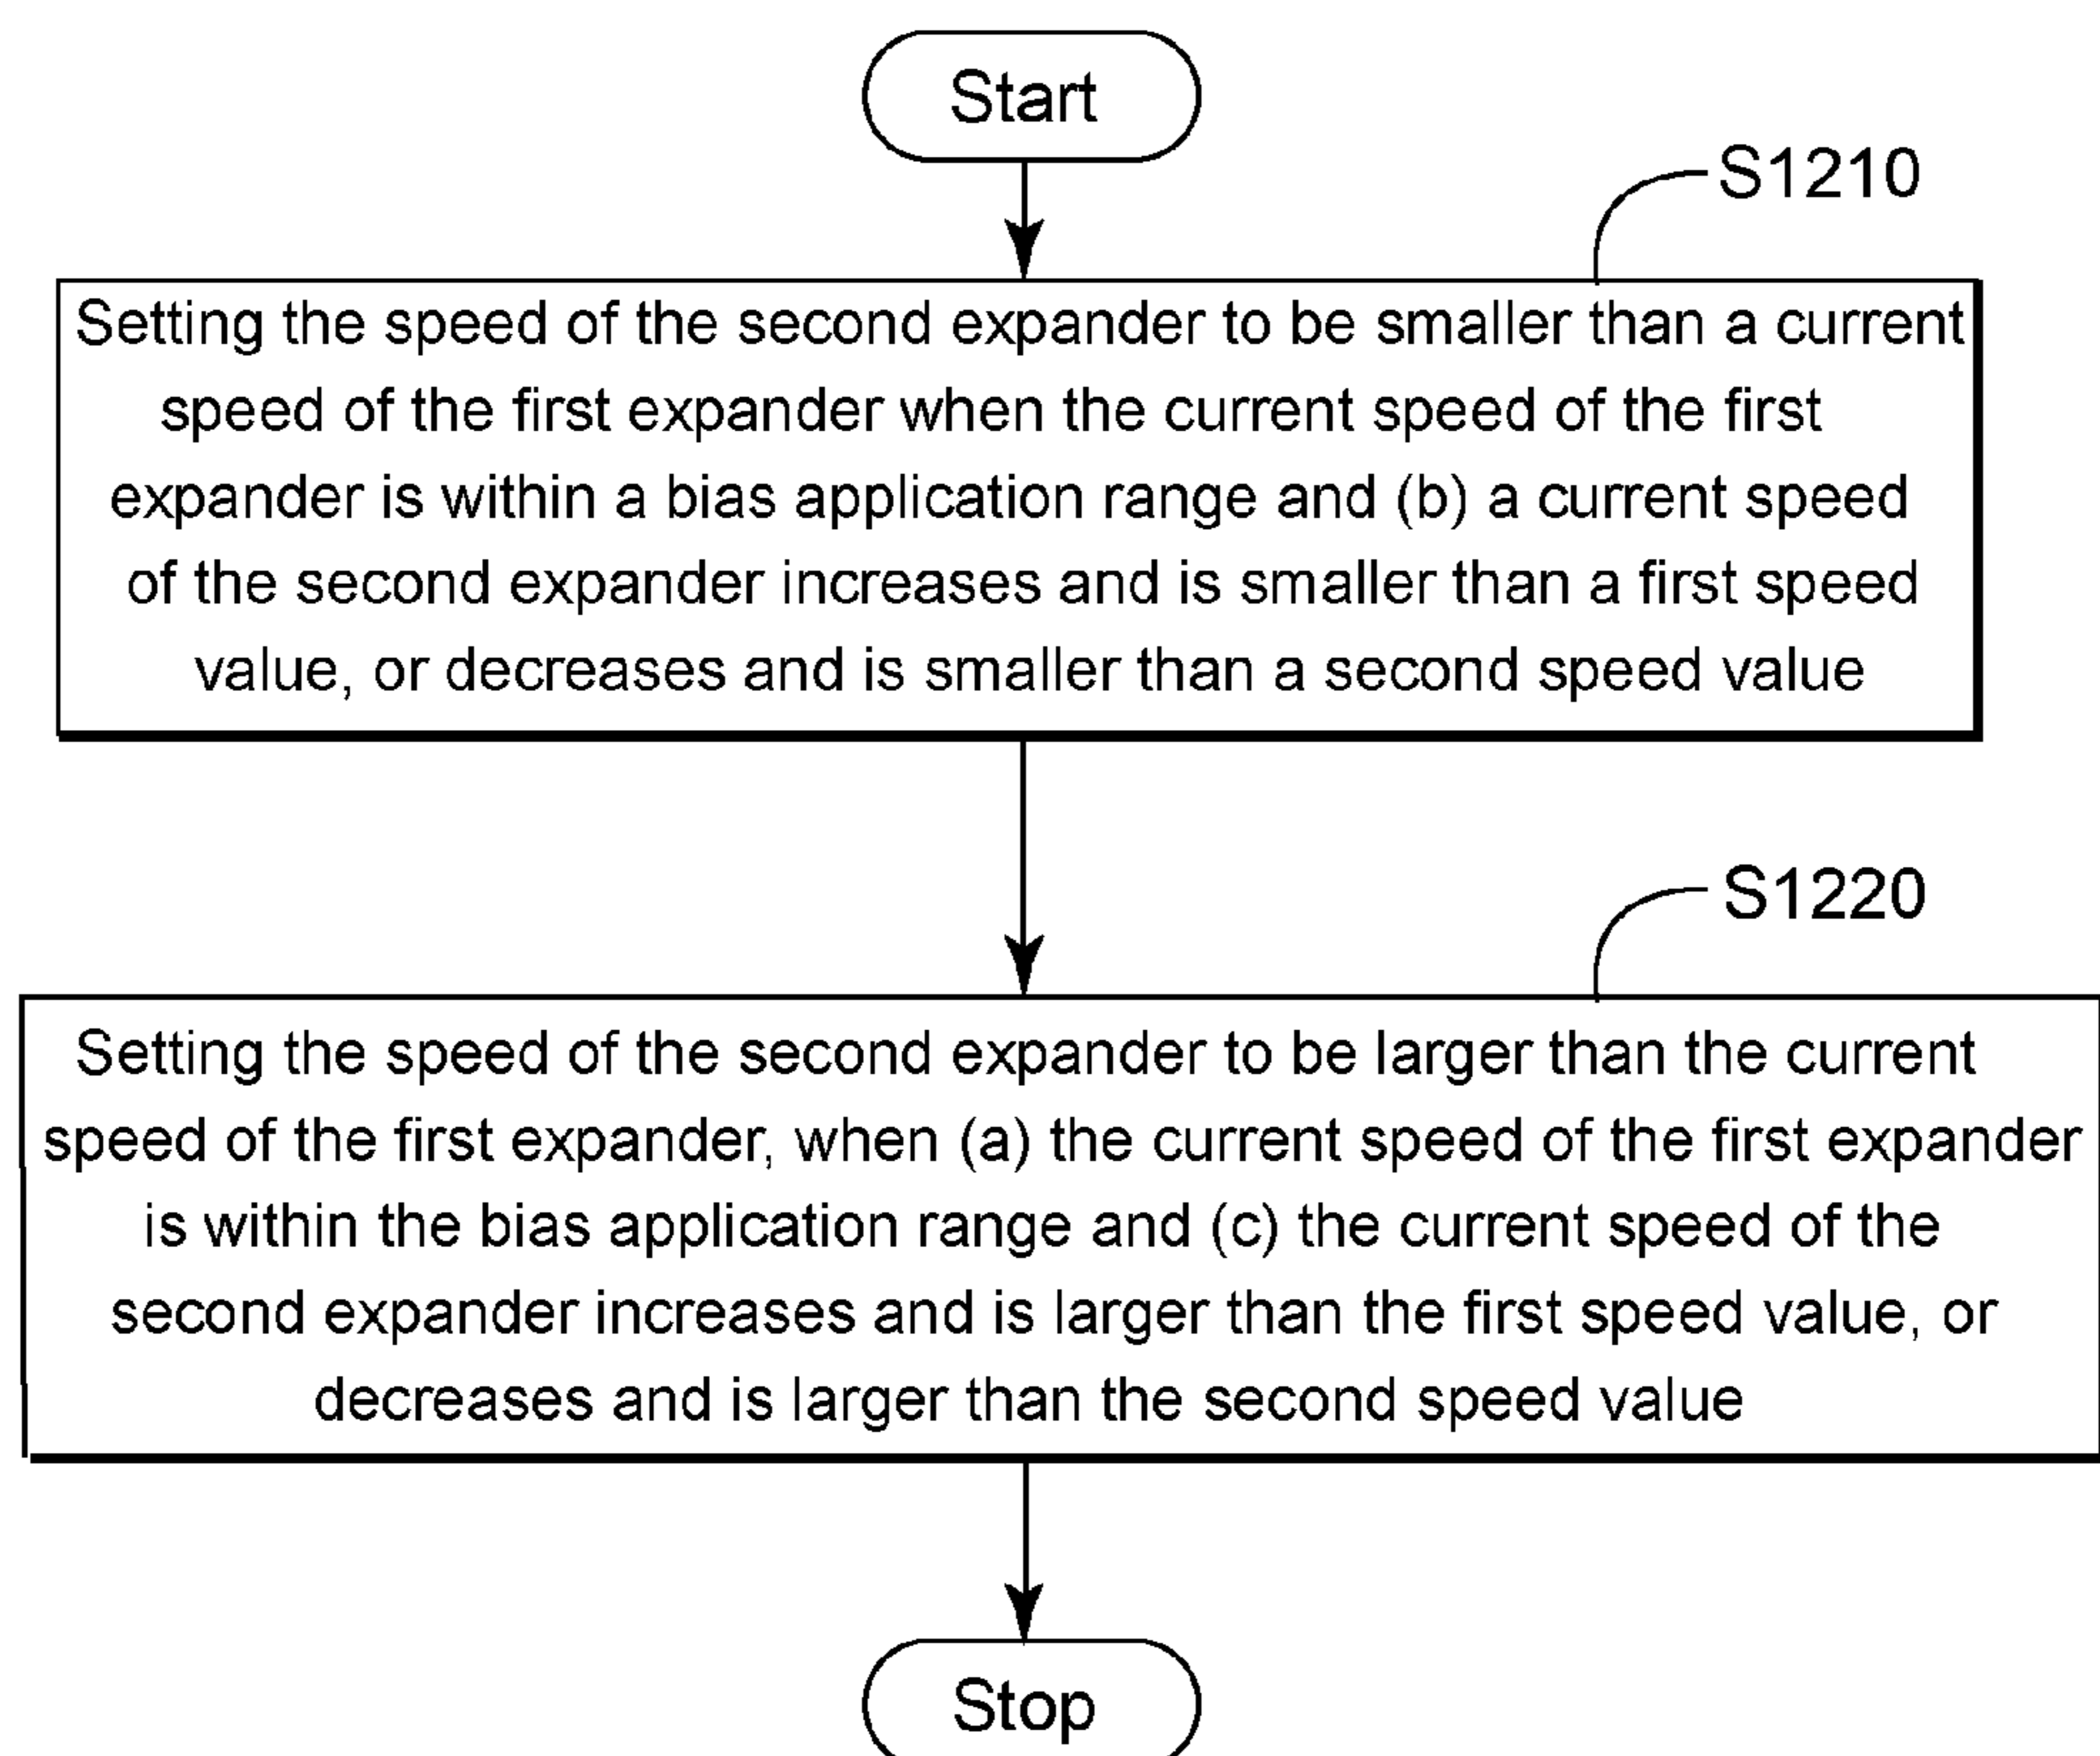 Start
S1210
Setting the speed of the second expander to be smaller than a current
speed of the first expander when the current speed of the first
expander is within a bias application range and (b) a current speed
of the second expander increases and is smaller than a first speed
value, or decreases and is smaller than a second speed value
S1220
Setting the speed of the second expander to be larger than the current
speed of the first expander, when (a) the current speed of the first expander
is within the bias application range and (c) the current speed of the
second expander increases and is larger than the first speed value, or
decreases and is larger than the second speed value
Stop